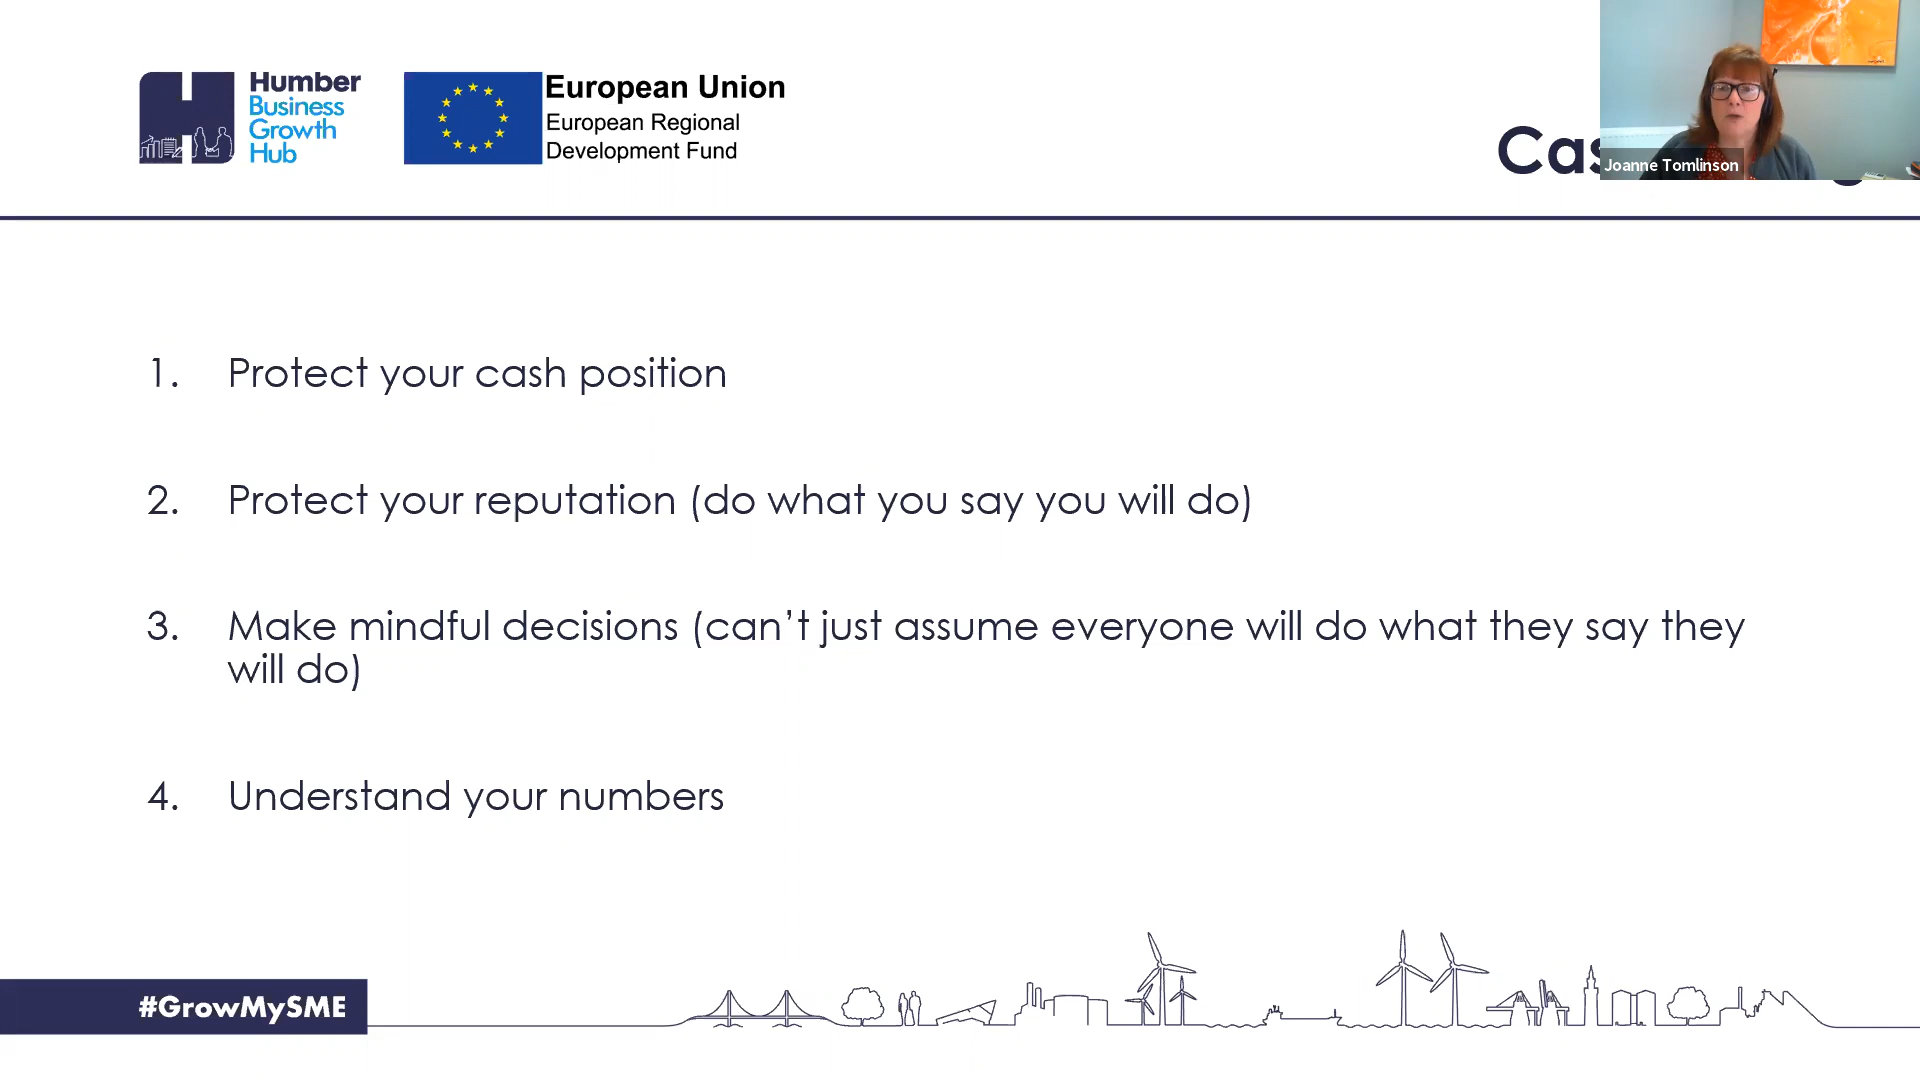 Humber
Business
Growth
Hub
European Union
European Regional
Development Fund
Joanne Tomlinson
1. Protect your cash position
2. Protect your reputation (do what you say you will do)
3. Make mindful decisions (can’t just assume everyone will do what they say they
will do)
4. Understand your numbers
#GrowMySME